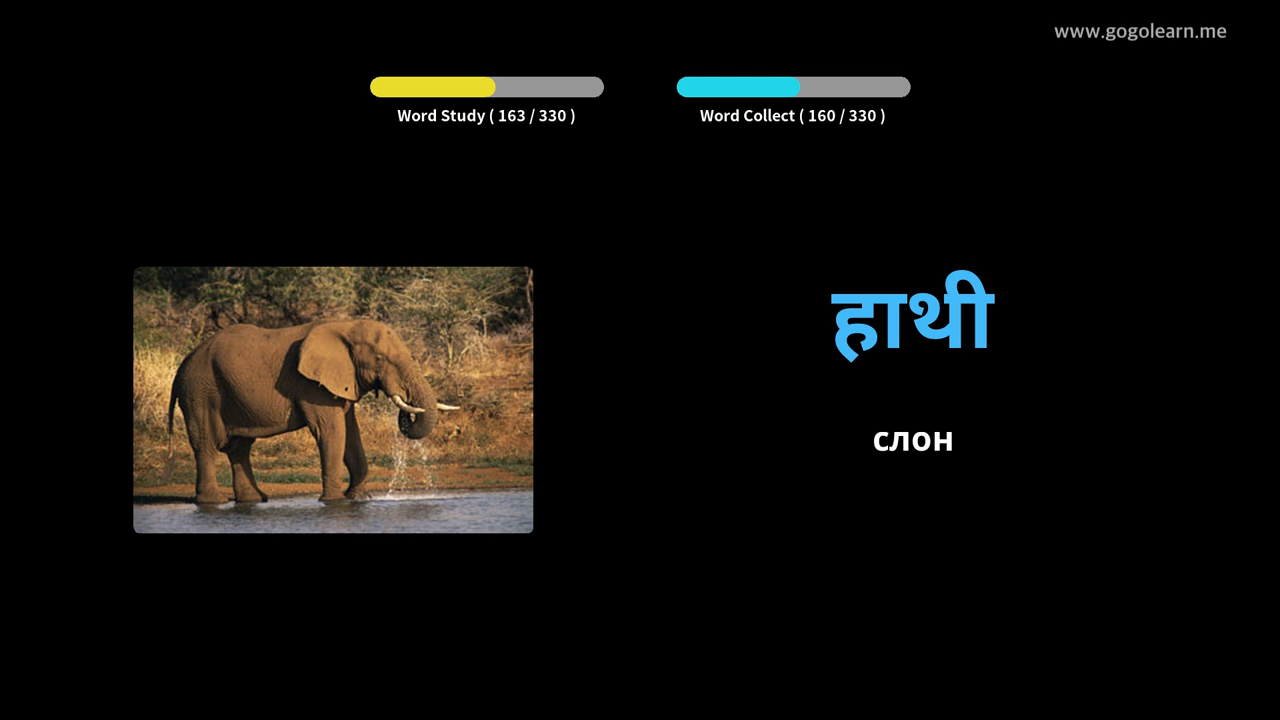 www.gogolearn.me
Word Study ( 163 / 330 )
Word Collect ( 160 / 330 )
हाथी
слон